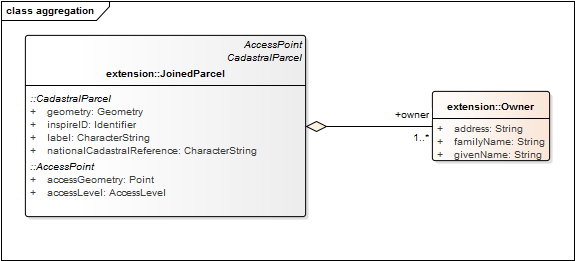 class aggregation
AccessPoint
CadastralParcel
extension::JoinedParcel
::CadastralParcel
+ geometry: Geometry
+ inspireID: Identifier
+ label: CharacterString
+ nationalCadastralReference: CharacterString
::AccessPoint
+ accessGeometry: Point
+ accessLevel: AccessLevel
+owner
1..*
extension::Owner
+ address: String
+ familyName: String
+ givenName: String